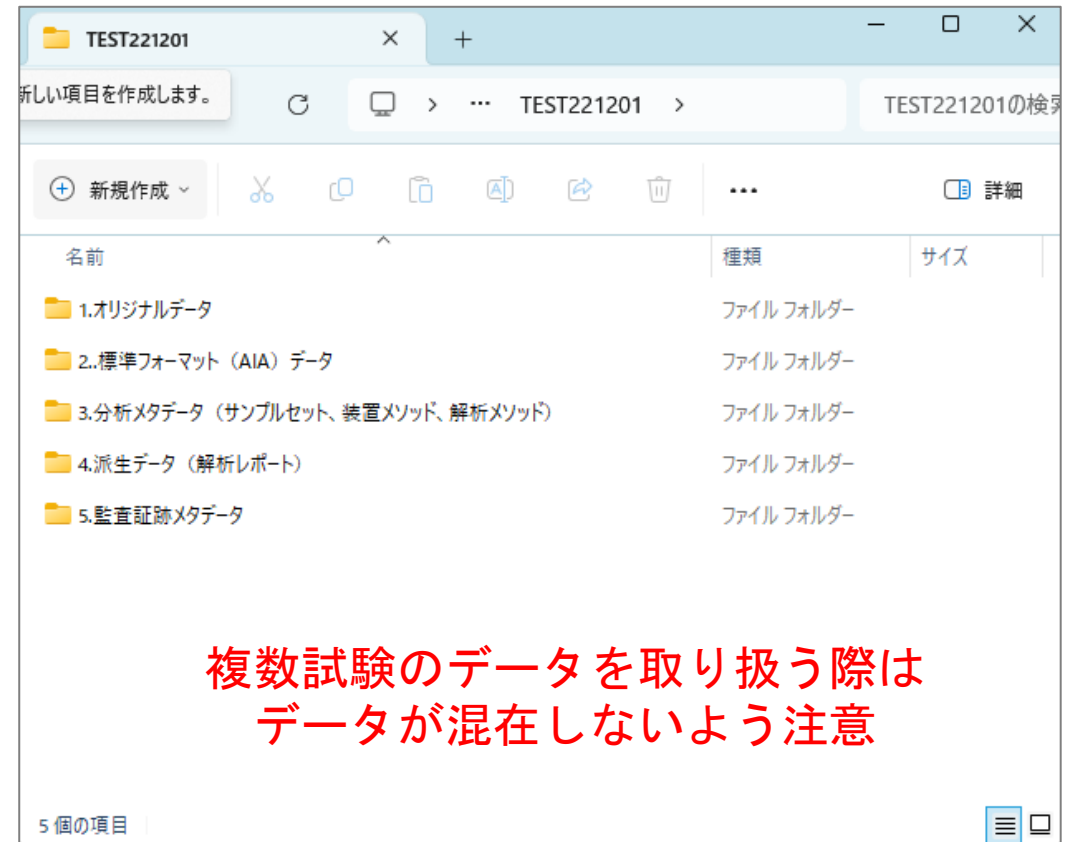 TEST221201
新しい項目を作成します。
> ··· TEST221201 >
TEST221201の検索
新規作成
···
詳細
名前
種類
サイズ
1.オリジナルデータ
ファイル フォルダー
2..標準フォーマット（AIA）データ
ファイル フォルダー
3.分析メタデータ（サンプルセット、装置メソッド、解析メソッド）
ファイル フォルダー
4.派生データ（解析レポート）
ファイル フォルダー
5.監査証跡メタデータ
ファイル フォルダー
複数試験のデータを取り扱う際は
データが混在しないよう注意
5 個の項目